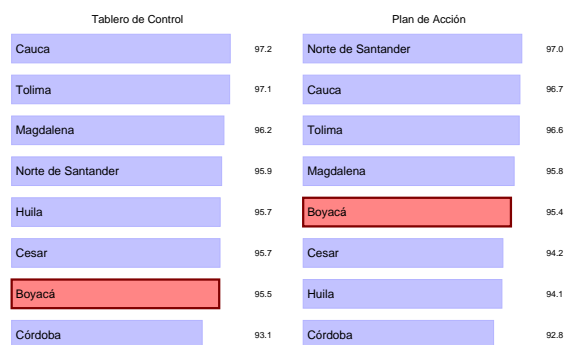 Tablero de Control
Cauca 97.2
Tolima 97.1
Magdalena 96.2
Norte de Santander 95.9
Huila 95.7
Cesar 95.7
Boyacá 95.5
Córdoba 93.1
Plan de Acción
Norte de Santander 97.0
Cauca 96.7
Tolima 96.6
Magdalena 95.8
Boyacá 95.4
Cesar 94.2
Huila 94.1
Córdoba 92.8